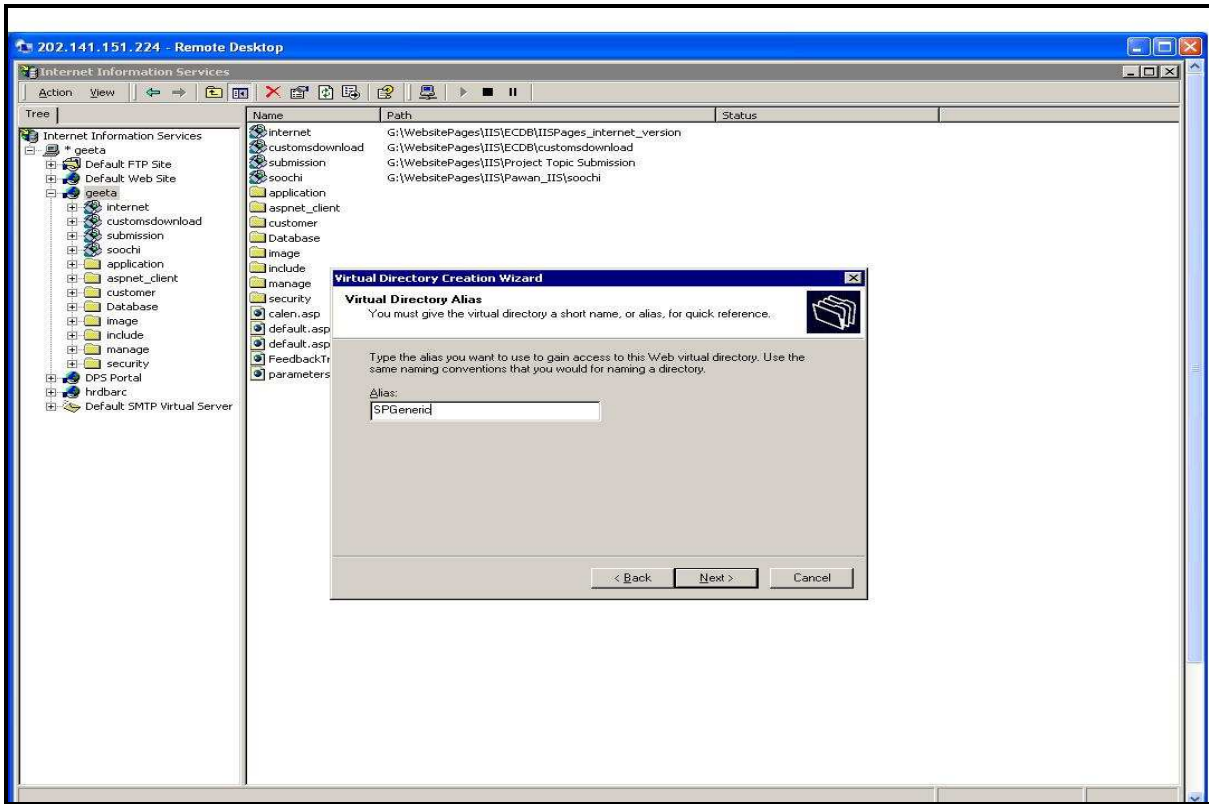 202.141.151.224 - Remote Desktop
Internet Information Services
Action View
Tree
Internet Information Services
* geeta
Default FTP Site
Default Web Site
geeta
internet
customsdownload
submission
soochi
application
aspnet_client
customer
Database
image
include
manage
security
DPS Portal
hrdbarc
Default SMTP Virtual Server
Name Path Status
internet G:\WebsitePages\IIS\ECDB\IISPages_internet_version
customsdownload G:\WebsitePages\IIS\ECDB\customsdownload
submission G:\WebsitePages\IIS\Project Topic Submission
soochi G:\WebsitePages\IIS\Pawan_IIS\soochi
application
aspnet_client
customer
Database
image
include
manage
security
calen.asp
default.asp
default.asp
FeedbackTr
parameters
Virtual Directory Creation Wizard
Virtual Directory Alias
You must give the virtual directory a short name, or alias, for quick reference.
Type the alias you want to use to gain access to this Web virtual directory. Use the
same naming conventions that you would for naming a directory.
Alias:
SPGeneric
< Back Next > Cancel